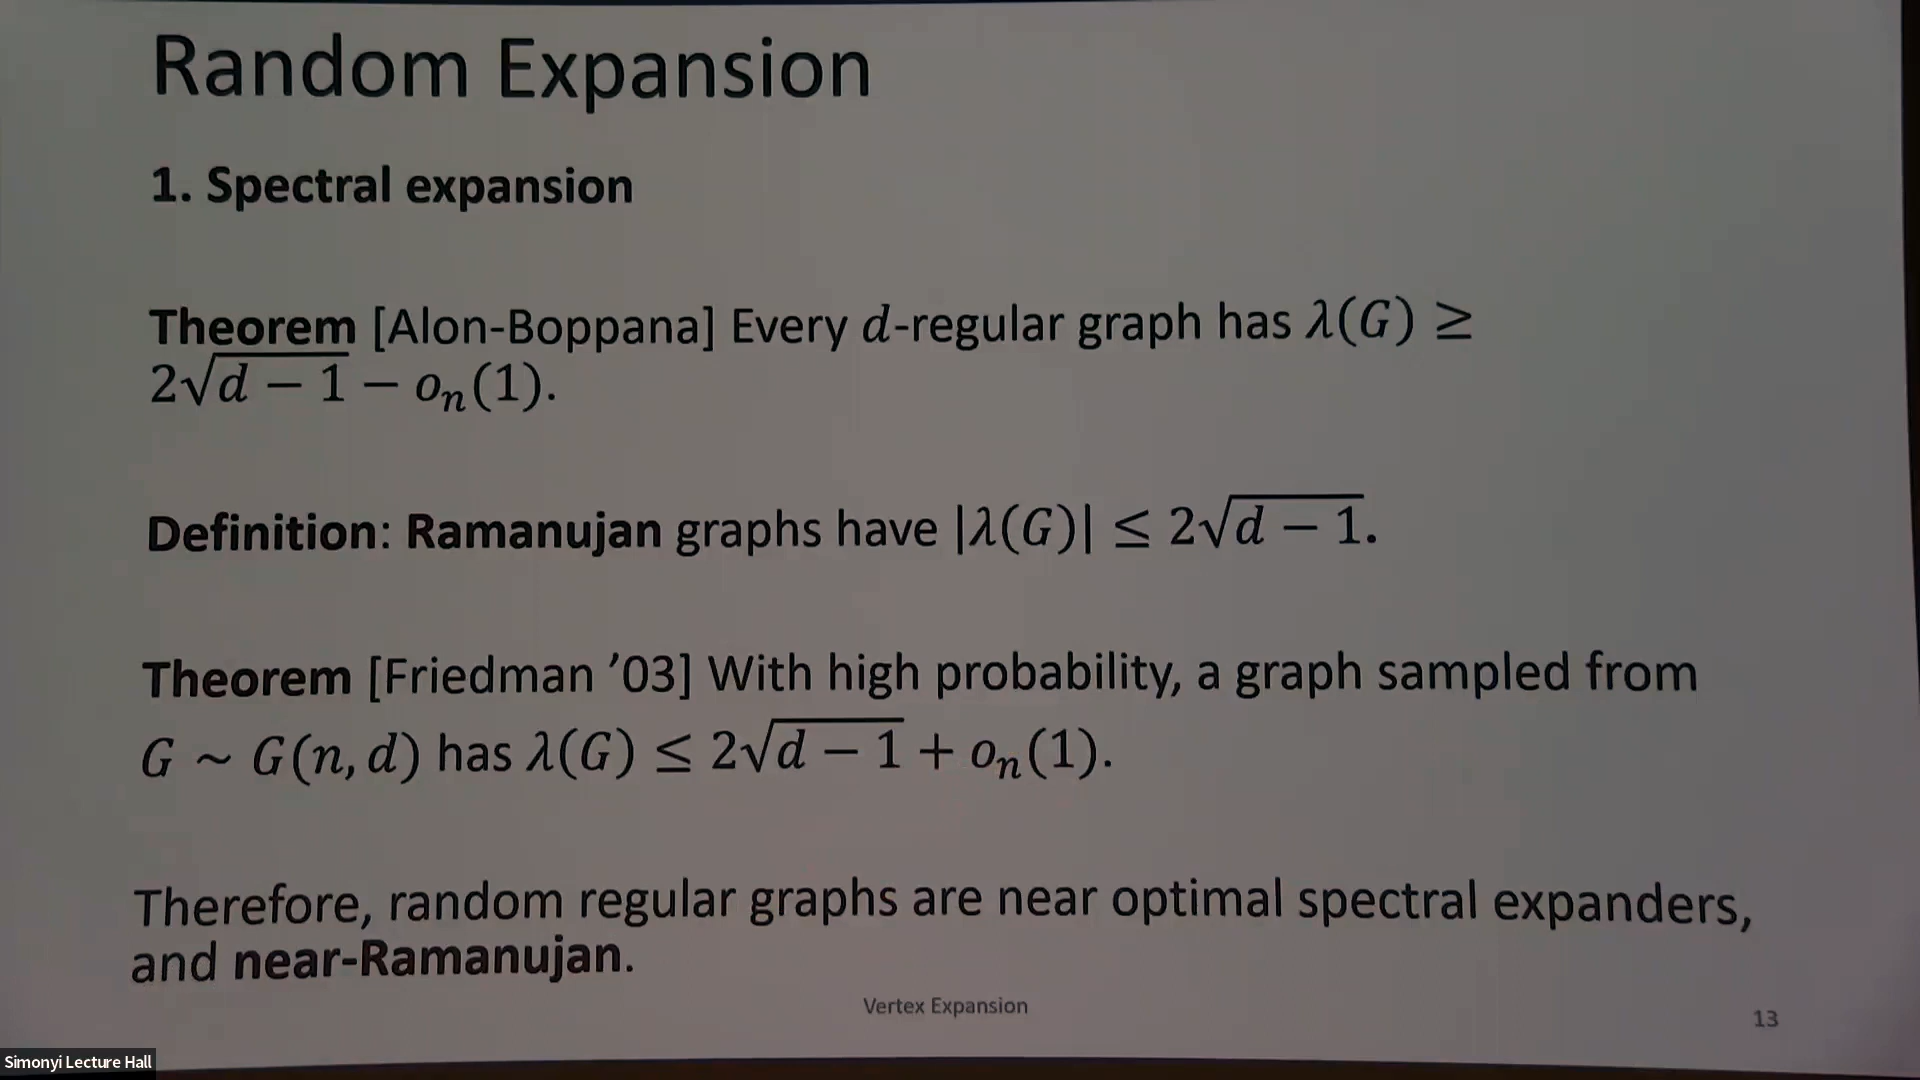 Random Expansion
1. Spectral expansion
Theorem [Alon-Boppana] Every d-regular graph has λ(G) ≥
2√(d − 1) − oₙ(1).
Definition: Ramanujan graphs have |λ(G)| ≤ 2√(d − 1).
Theorem [Friedman ’03] With high probability, a graph sampled from
G ~ G(n, d) has λ(G) ≤ 2√(d − 1) + oₙ(1).
Therefore, random regular graphs are near optimal spectral expanders,
and near-Ramanujan.
Vertex Expansion
13
Simonyi Lecture Hall